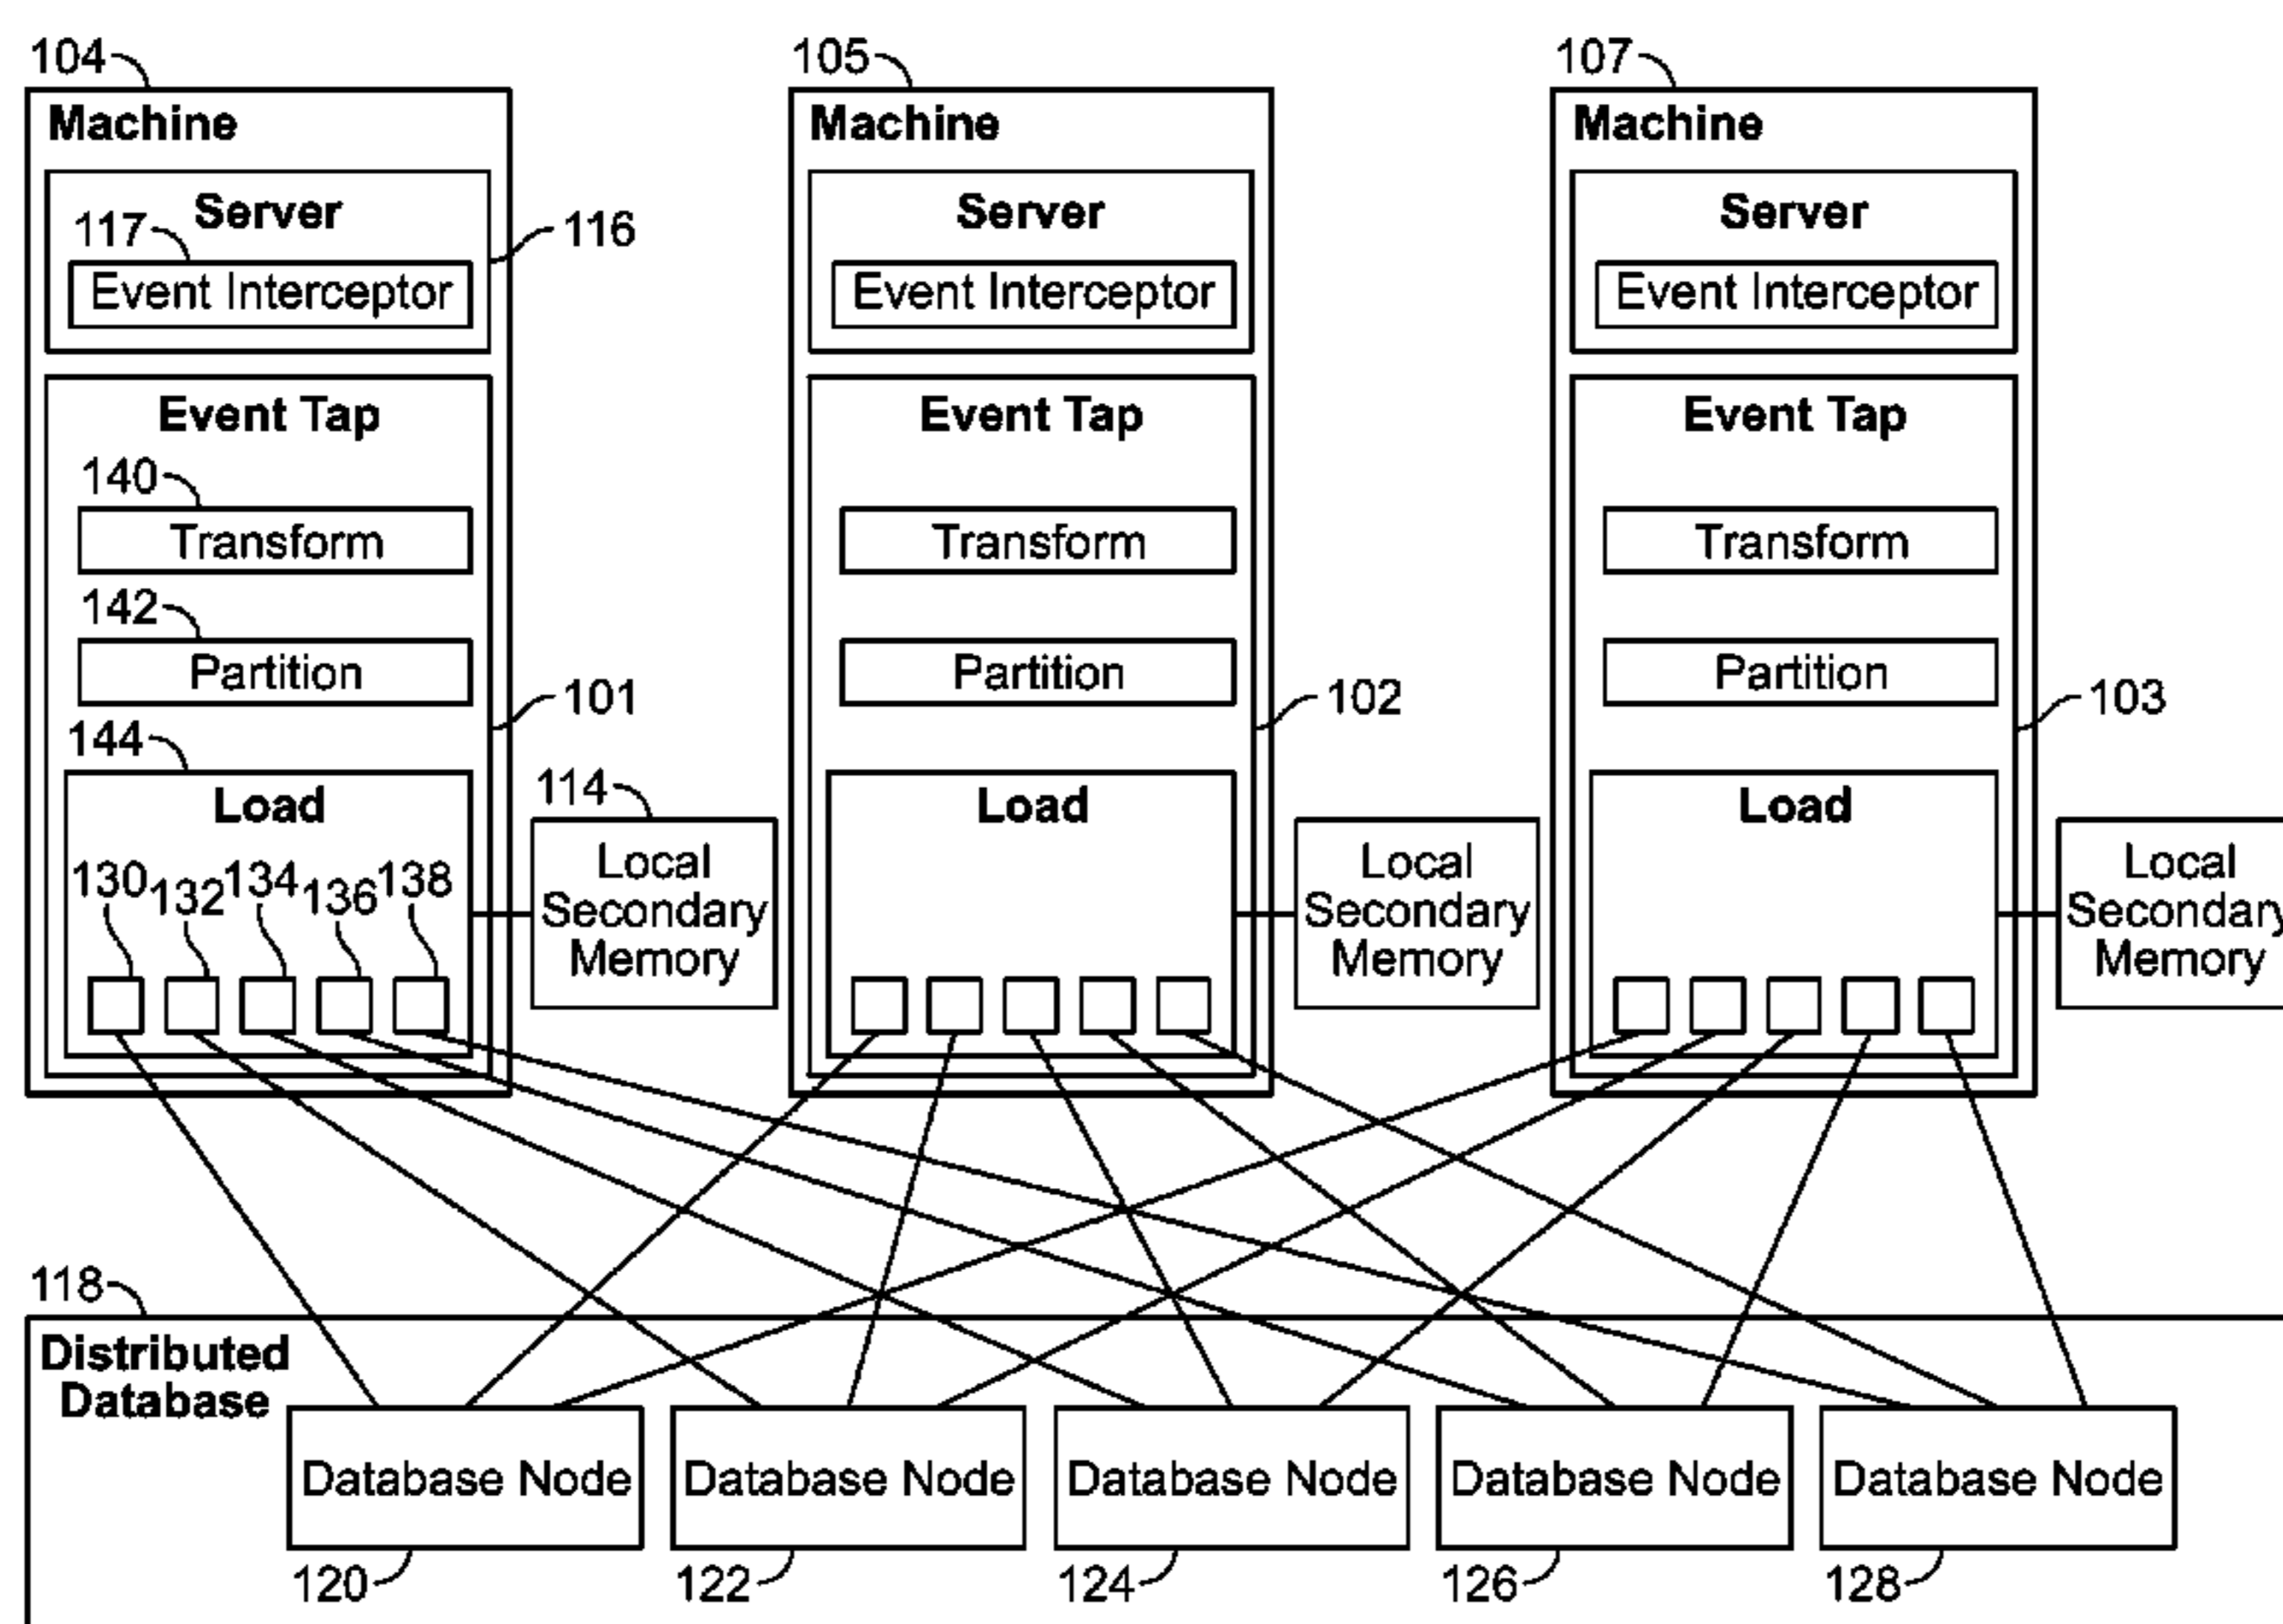 104
105
107
Machine
Machine
Machine
Server
Server
Server
117
116
Event Interceptor
Event Interceptor
Event Interceptor
Event Tap
Event Tap
Event Tap
140
Transform
Transform
Transform
142
Partition
Partition
Partition
101
102
103
144
Load
Load
Load
114
Local
Secondary
Memory
Local
Secondary
Memory
Local
Secondary
Memory
130
132
134
136
138
118
Distributed
Database
Database Node
Database Node
Database Node
Database Node
Database Node
120
122
124
126
128